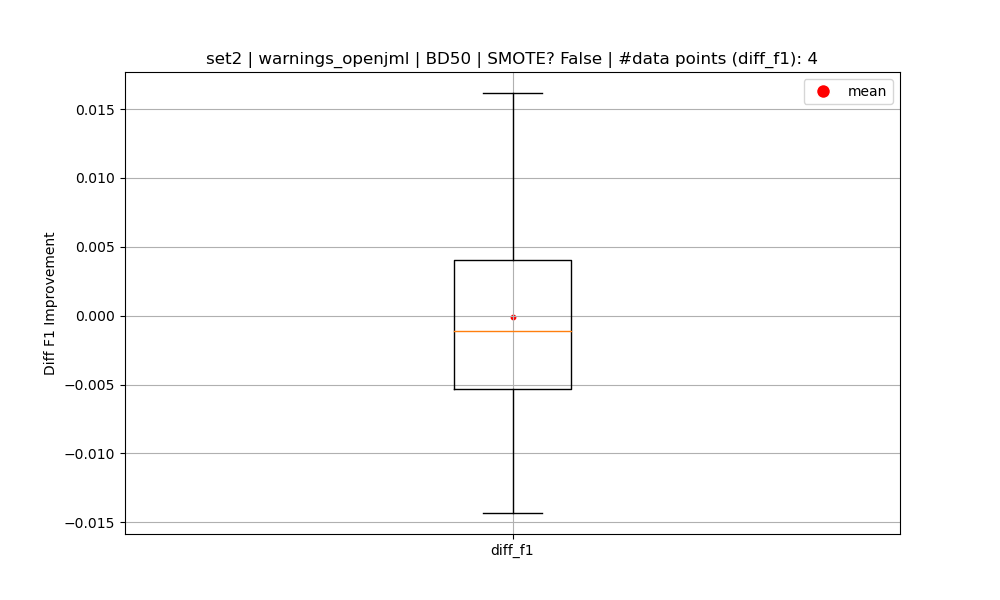 set2 | warnings_openjml | BD50 | SMOTE? False | #data points (diff_f1): 4
mean
Diff F1 Improvement
0.015
0.010
0.005
0.000
−0.005
−0.010
−0.015
diff_f1